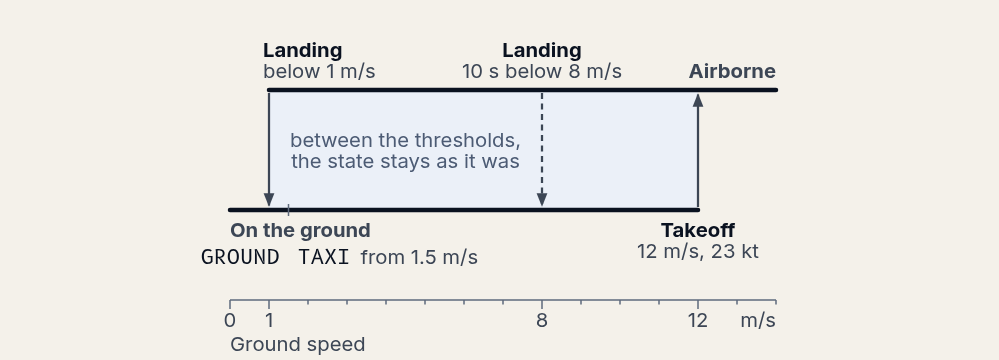 Landing
below 1 m/s
Landing
10 s below 8 m/s
Airborne
between the thresholds,
the state stays as it was
On the ground
GROUND TAXI from 1.5 m/s
Takeoff
12 m/s, 23 kt
0 1 8 12 m/s
Ground speed